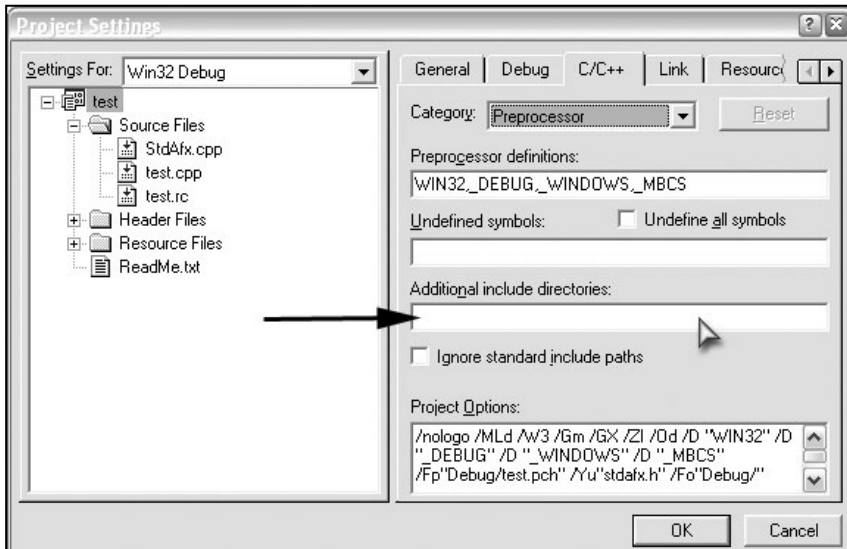 Project Settings
Settings For: Win32 Debug
test
Source Files
StdAfx.cpp
test.cpp
test.rc
Header Files
Resource Files
ReadMe.txt
General Debug C/C++ Link Resourc
Category: Preprocessor Reset
Preprocessor definitions:
WIN32,_DEBUG,_WINDOWS,_MBCS
Undefined symbols: Undefine all symbols
Additional include directories:
Ignore standard include paths
Project Options:
/nologo /MLd /W3 /Gm /GX /ZI /Od /D "WIN32" /D
"_DEBUG" /D "_WINDOWS" /D "_MBCS"
/Fp"Debug/test.pch" /Yu"stdafx.h" /Fo"Debug/"
OK Cancel